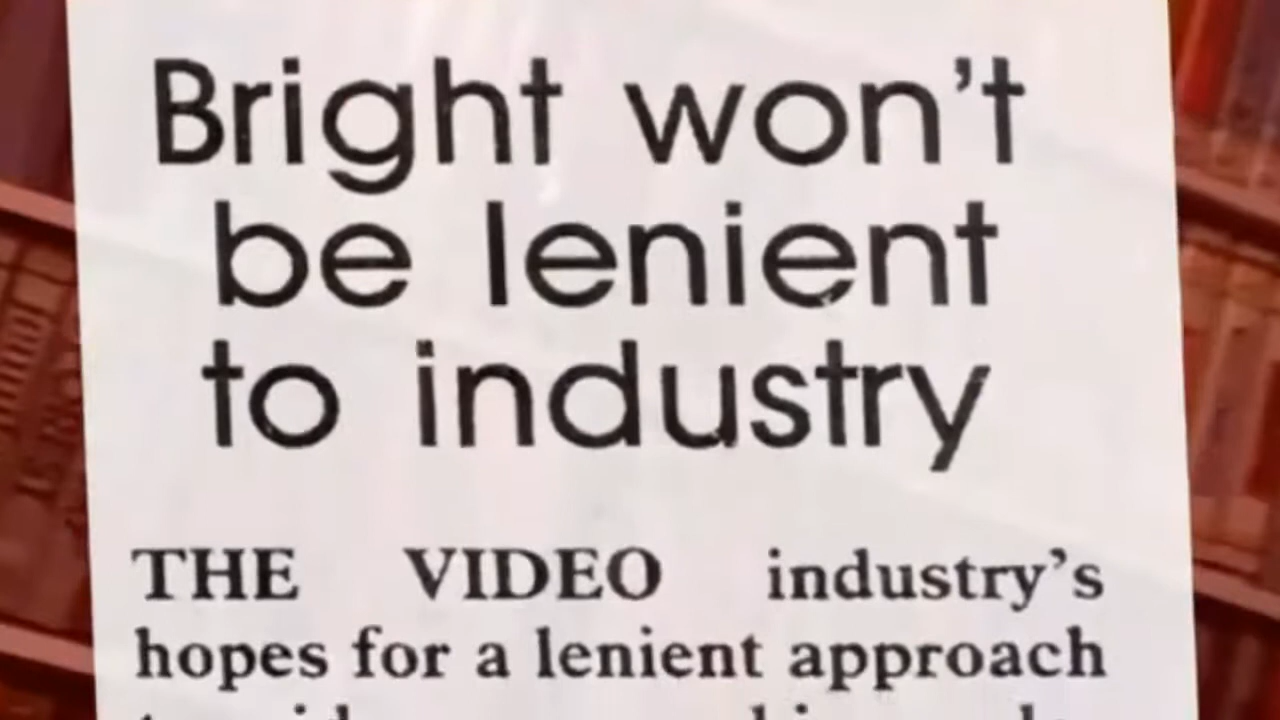 Bright won't
be lenient
to industry
THE VIDEO industry's
hopes for a lenient approach